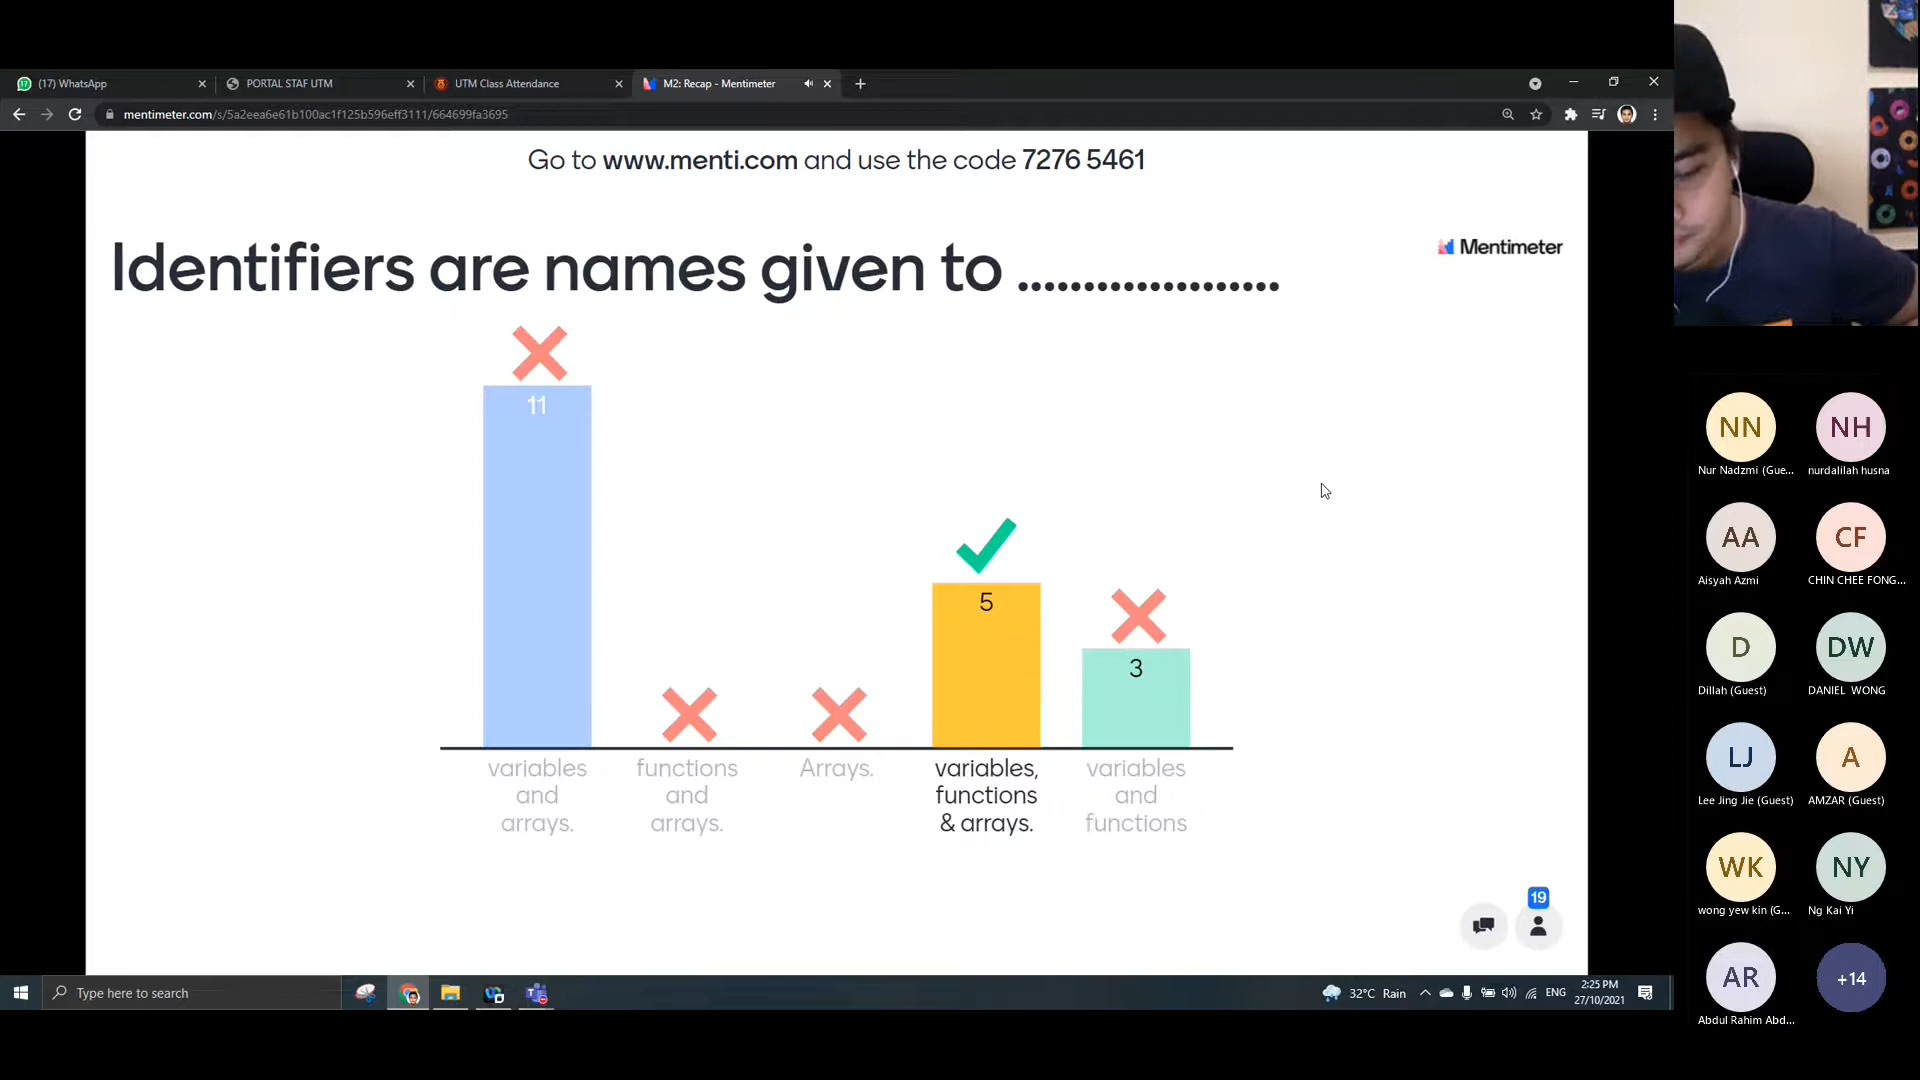 (17) WhatsApp
PORTAL STAF UTM
UTM Class Attendance
M2: Recap - Mentimeter
mentimeter.com/s/5a2eea6e61b100ac1f125b596eff3111/664699fa3695
Go to www.menti.com and use the code 7276 5461
Identifiers are names given to ....................
Mentimeter
11
5
3
variables
and
arrays.
functions
and
arrays.
Arrays.
variables,
functions
& arrays.
variables
and
functions
19
NN
Nur Nadzmi (Gue...
NH
nurdalilah husna
AA
Aisyah Azmi
CF
CHIN CHEE FONG...
D
Dillah (Guest)
DW
DANIEL WONG
LJ
Lee Jing Jie (Guest)
A
AMZAR (Guest)
WK
wong yew kin (G...
NY
Ng Kai Yi
AR
Abdul Rahim Abd...
+14
Type here to search
32°C Rain
ENG
2:25 PM
27/10/2021